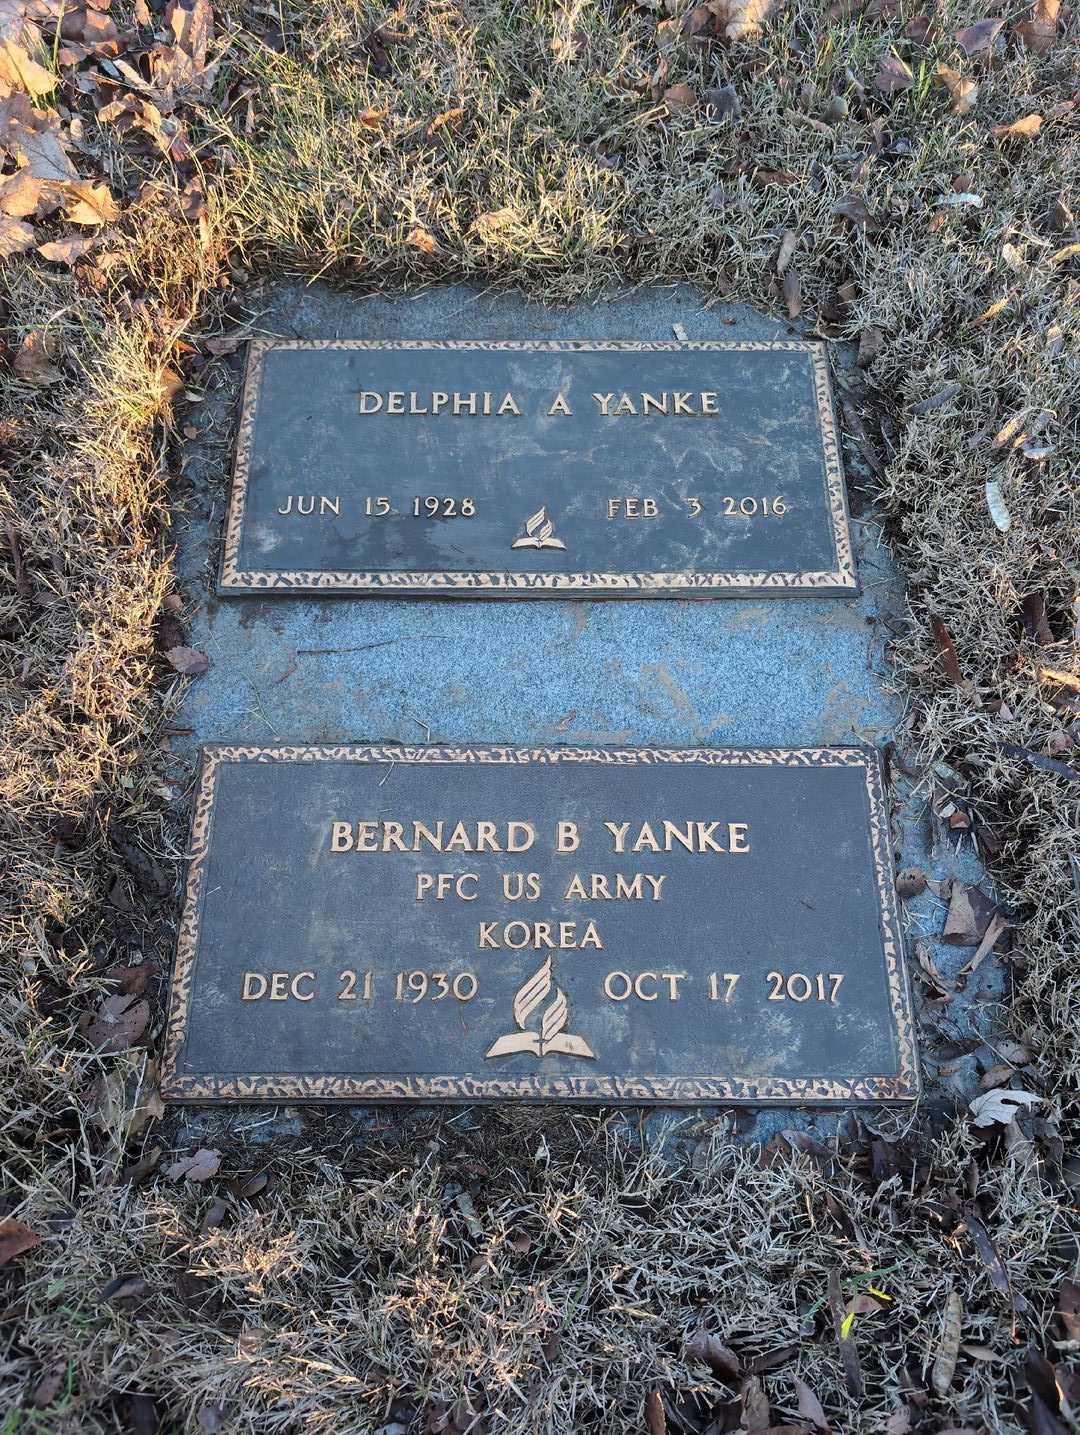 DELPHIA A YANKE
JUN 15 1928 FEB 3 2016
BERNARD B YANKE
PFC US ARMY
KOREA
DEC 21 1930 OCT 17 2017